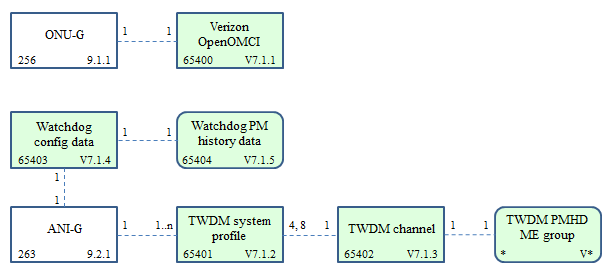 ONU-G
256 9.1.1
1 1
Verizon
OpenOMCI
65400 V7.1.1
Watchdog
config data
65403 V7.1.4
1 1
Watchdog PM
history data
65404 V7.1.5
1
1
ANI-G
263 9.2.1
1 1..n
TWDM system
profile
65401 V7.1.2
4, 8 1
TWDM channel
65402 V7.1.3
1 1
TWDM PMHD
ME group
* V*